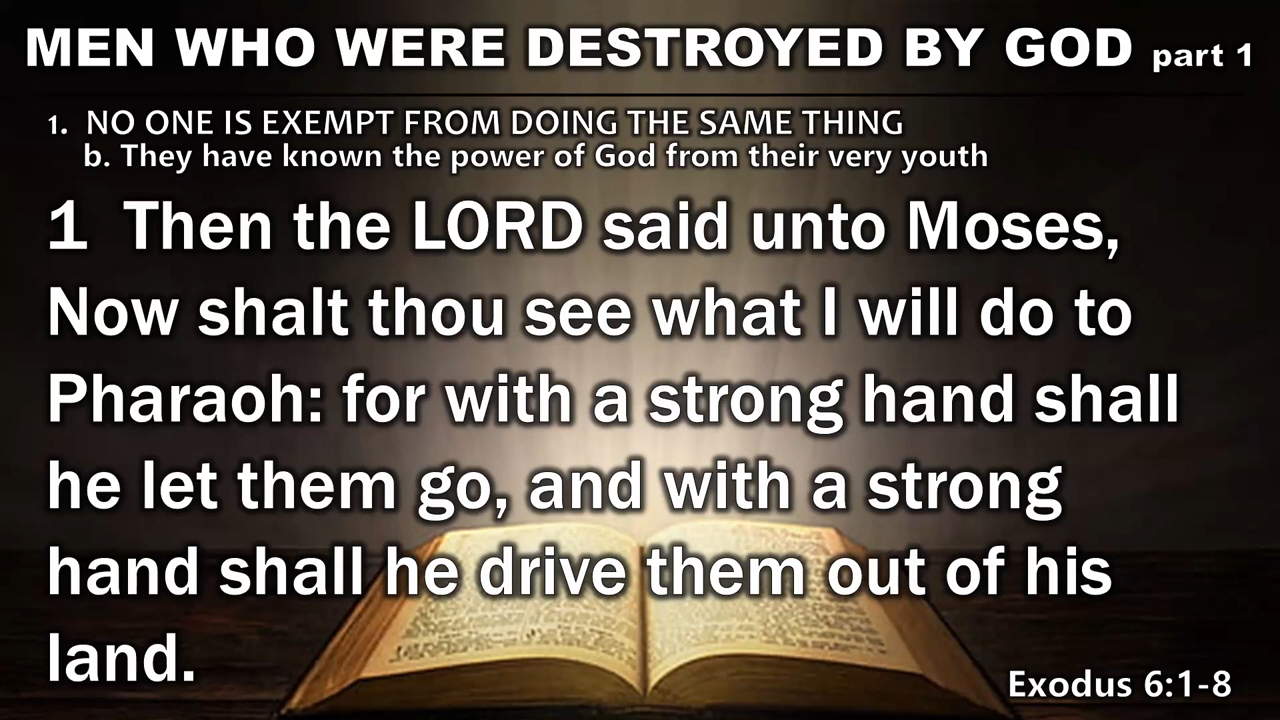 MEN WHO WERE DESTROYED BY GOD part 1
1. NO ONE IS EXEMPT FROM DOING THE SAME THING
b. They have known the power of God from their very youth
1 Then the LORD said unto Moses,
Now shalt thou see what I will do to
Pharaoh: for with a strong hand shall
he let them go, and with a strong
hand shall he drive them out of his
land.
Exodus 6:1-8